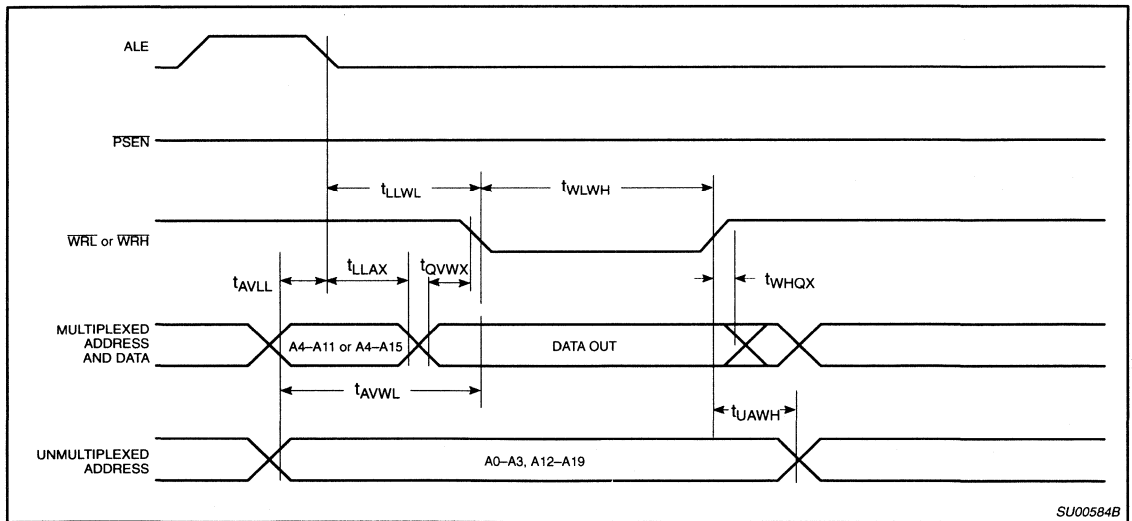 ALE
PSEN
tLLWL
tWLWH
WRL or WRH
tAVLL
tLLAX
tQVWX
tWHQX
MULTIPLEXED
ADDRESS
AND DATA
A4–A11 or A4–A15
DATA OUT
tAVWL
tUAWH
UNMULTIPLEXED
ADDRESS
A0–A3, A12–A19
SU00584B